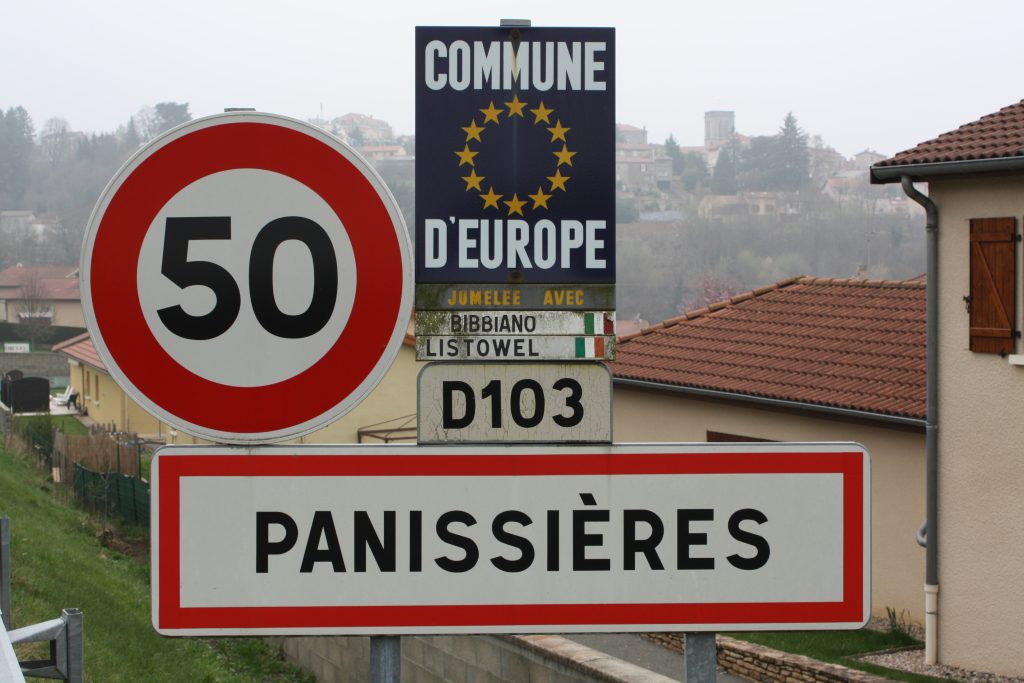 50
COMMUNE
D'EUROPE
JUMELEE AVEC
BIBBIANO
LISTOWEL
D103
PANISSIÈRES